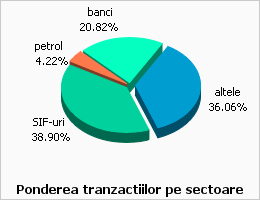 banci
20.82%
petrol
4.22%
altele
36.06%
SIF-uri
38.90%
Ponderea tranzactiilor pe sectoare